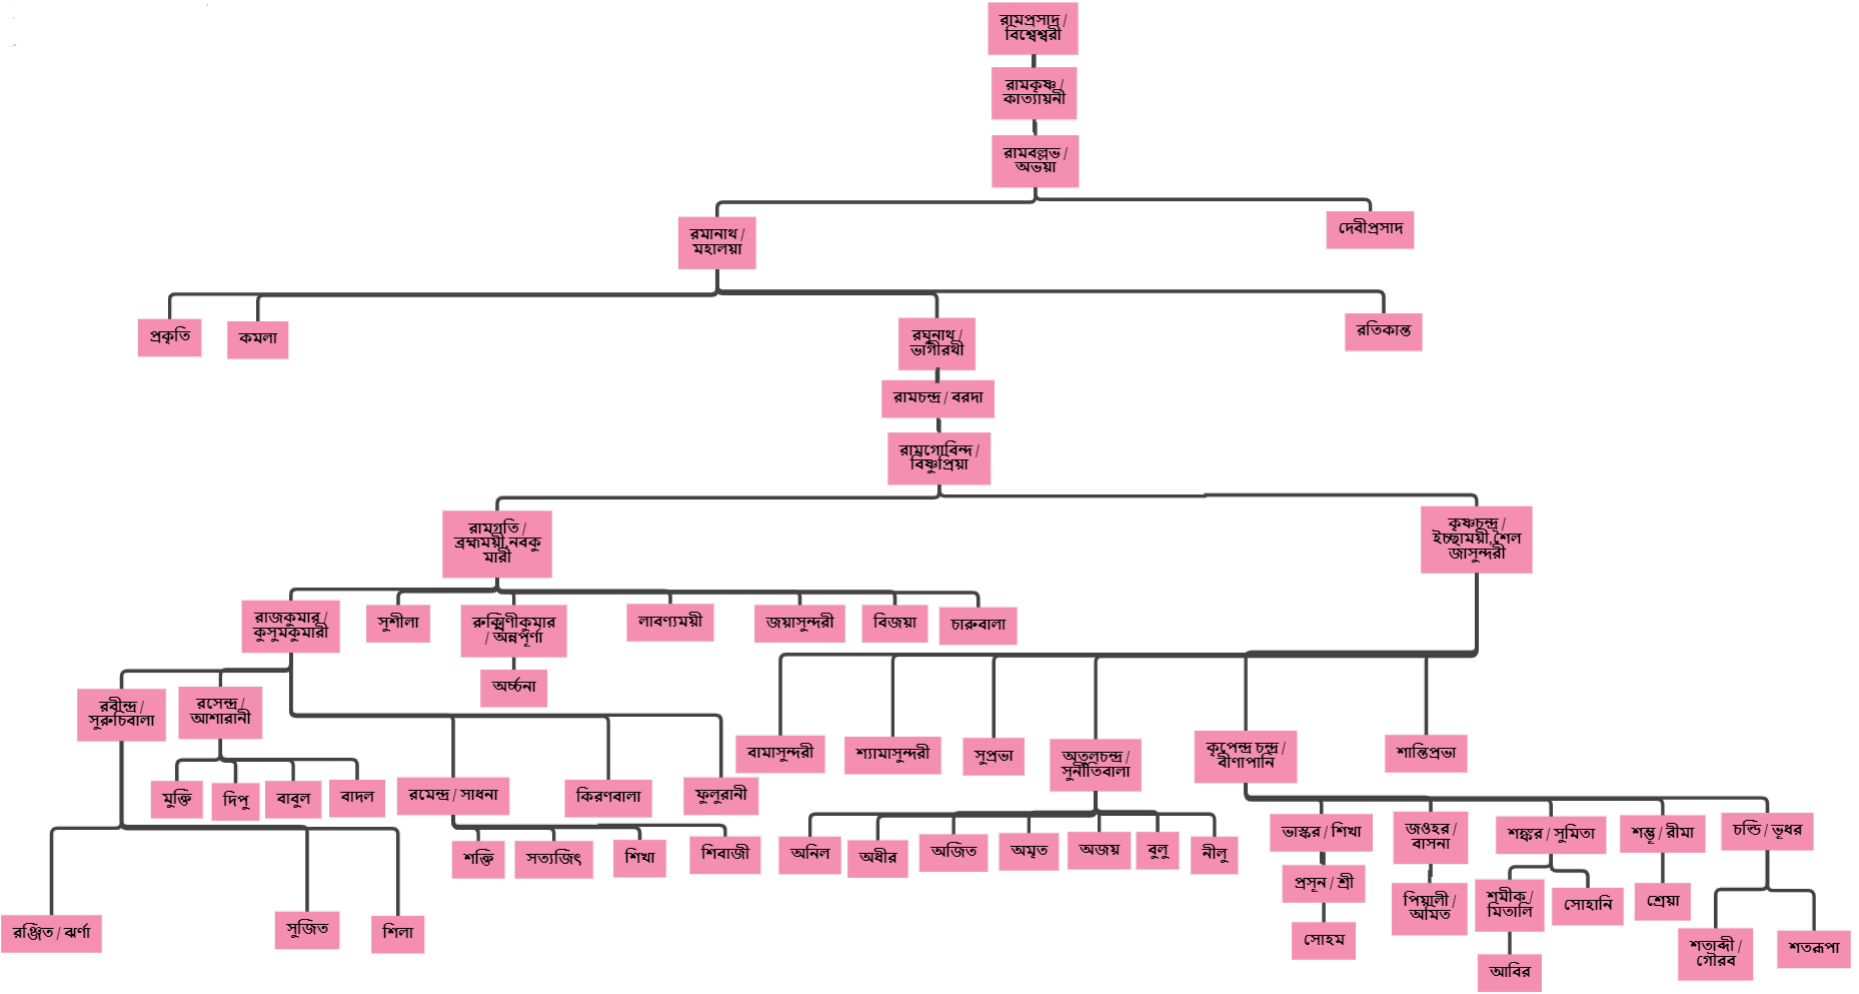 রামপ্রসাদ /
বিশ্বেশ্বরী
রামকৃষ্ণ /
কাত্যায়নী
রামবল্লভ /
অভয়া
রমানাথ /
মহালয়া
দেবীপ্রসাদ
প্রকৃতি
কমলা
রঘুনাথ /
ভাগীরথী
রতিকান্ত
রামচন্দ্র / বরদা
রামগোবিন্দ /
বিষ্ণুপ্রিয়া
রামগতি /
ব্রহ্মময়ী,নবকু
মারী
কৃষ্ণচন্দ্র /
ইচ্ছাময়ী,শৈল
জাসুন্দরী
রাজকুমার /
কুসুমকুমারী
সুশীলা
রুক্মিণীকুমার
/ অন্নপূর্ণা
লাবণ্যময়ী
জয়াসুন্দরী
বিজয়া
চারুবালা
অর্চ্চনা
রবীন্দ্র /
সুরুচিবালা
রসেন্দ্র /
আশারানী
বামাসুন্দরী
শ্যামাসুন্দরী
সুপ্রভা
অতুলচন্দ্র /
সুনীতিবালা
কৃপেন্দ্র চন্দ্র /
বীণাপানি
শান্তিপ্রভা
মুক্তি
দিপু
বাবুল
বাদল
রমেন্দ্র / সাধনা
কিরণবালা
ফুলুরানী
শক্তি
সত্যজিৎ
শিখা
শিবাজী
অনিল
অধীর
অজিত
অমৃত
অজয়
বুলু
নীলু
ভাস্কর / শিখা
জওহর /
বাসনা
শঙ্কর / সুমিতা
শম্ভু / রীমা
চন্ডি / ভূধর
প্রসূন / শ্রী
পিয়ালী /
অমিত
শমীক /
মিতালি
সোহানি
শ্রেয়া
রঞ্জিত / ঝর্ণা
সুজিত
শিলা
সোহম
শতাব্দী /
গৌরব
শতরূপা
আবির